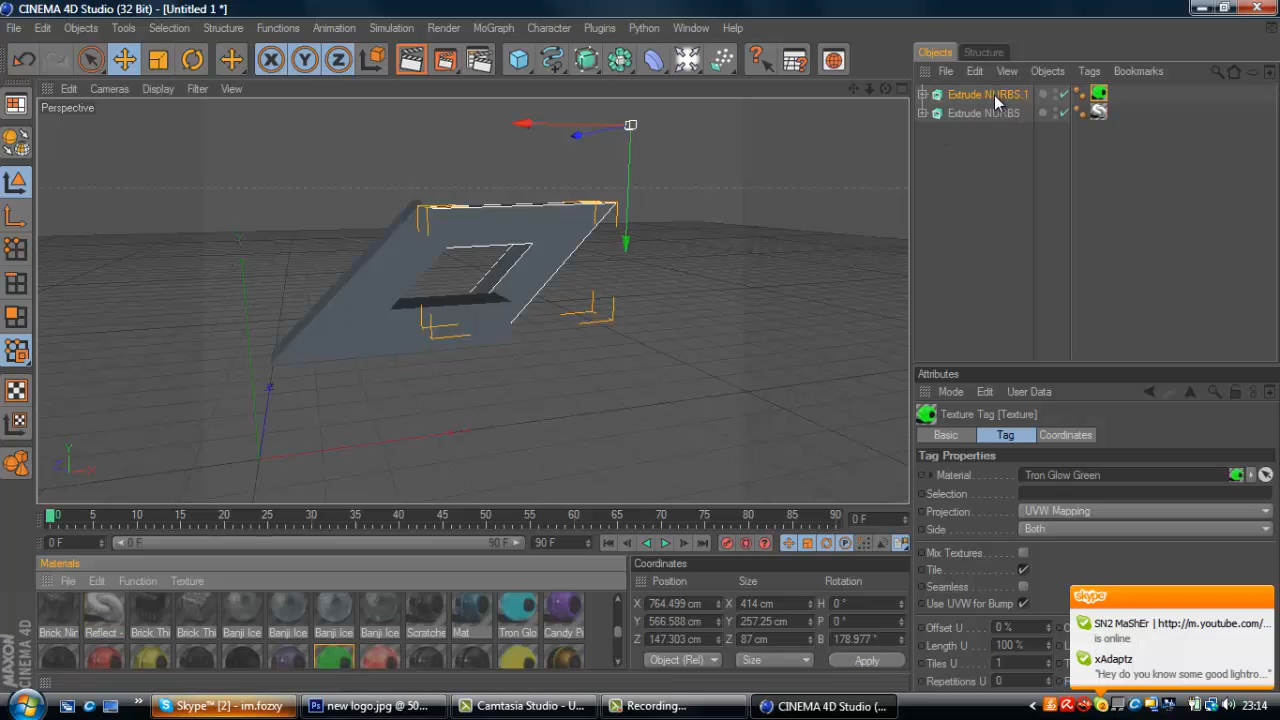 CINEMA 4D Studio (32 Bit) - [Untitled 1 *]
File Edit Objects Tools Selection Structure Functions Animation Simulation Render MoGraph Character Plugins Python Window Help
Edit Cameras Display Filter View
Perspective
Y
X
Z
Y
Objects Structure
File Edit View Objects Tags Bookmarks
Extrude NURBS.1
Extrude NURBS
Attributes
Mode Edit User Data
Texture Tag [Texture]
Basic Tag Coordinates
Tag Properties
Material Tron Glow Green
Selection
Projection UVW Mapping
Side Both
Mix Textures
Tile
Seamless
Use UVW for Bump
Offset U 0 %
Length U 100 %
Tiles U 1
Repetitions U 0
0 5 10 15 20 25 30 35 40 45 50 55 60 65 70 75 80 85 90 0 F
0 F 0 F 90 F 90 F
Materials
File Edit Function Texture
Brick Nir Reflect - Brick Thi Brick Thi Banji Ice Banji Ice Banji Ice Banji Ice Scratche Mat Tron Glo Candy P
Coordinates
Position Size Rotation
X 764.499 cm X 414 cm H 0 °
Y 566.588 cm Y 257.25 cm P 0 °
Z 147.303 cm Z 87 cm B 178.977 °
Object (Rel) Size Apply
MAXON CINEMA 4D
skype
SN2 MaShEr | http://m.youtube.com/...
is online
xAdaptz
"Hey do you know some good lightro..."
Skype™ [2] - im.fozxy
new logo.jpg @ 50...
Camtasia Studio - U...
Recording...
CINEMA 4D Studio (...
23:14